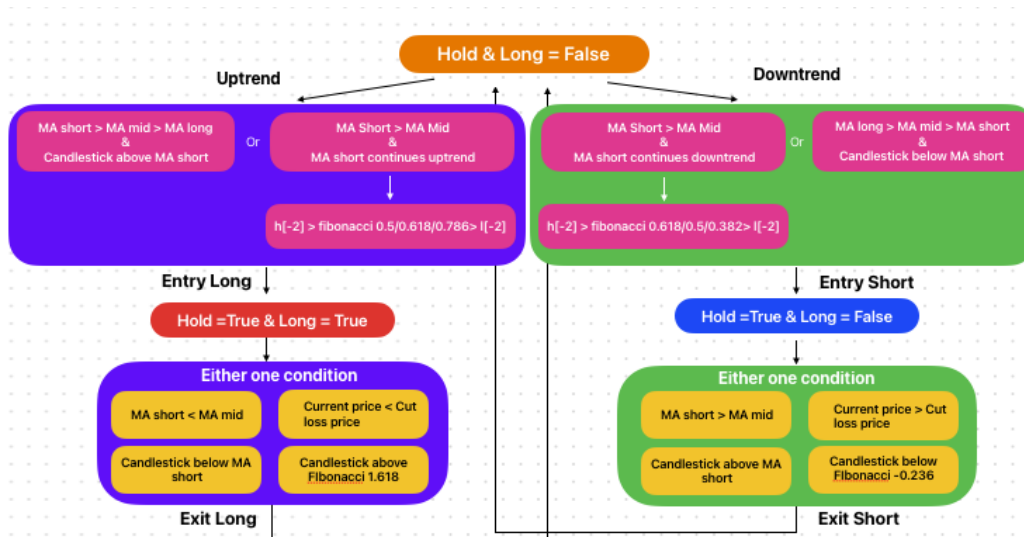 Hold & Long = False
Uptrend
Downtrend
MA short > MA mid > MA long
&
Candlestick above MA short
Or
MA Short > MA Mid
&
MA short continues uptrend
h[-2] > fibonacci 0.5/0.618/0.786> l[-2]
MA Short > MA Mid
&
MA short continues downtrend
Or
MA long > MA mid > MA short
&
Candlestick below MA short
h[-2] > fibonacci 0.618/0.5/0.382> l[-2]
Entry Long
Entry Short
Hold =True & Long = True
Hold =True & Long = False
Either one condition
MA short < MA mid
Current price < Cut
loss price
Candlestick below MA
short
Candlestick above
FIbonacci 1.618
Exit Long
Either one condition
MA short > MA mid
Current price > Cut
loss price
Candlestick above MA
short
Candlestick below
FIbonacci -0.236
Exit Short